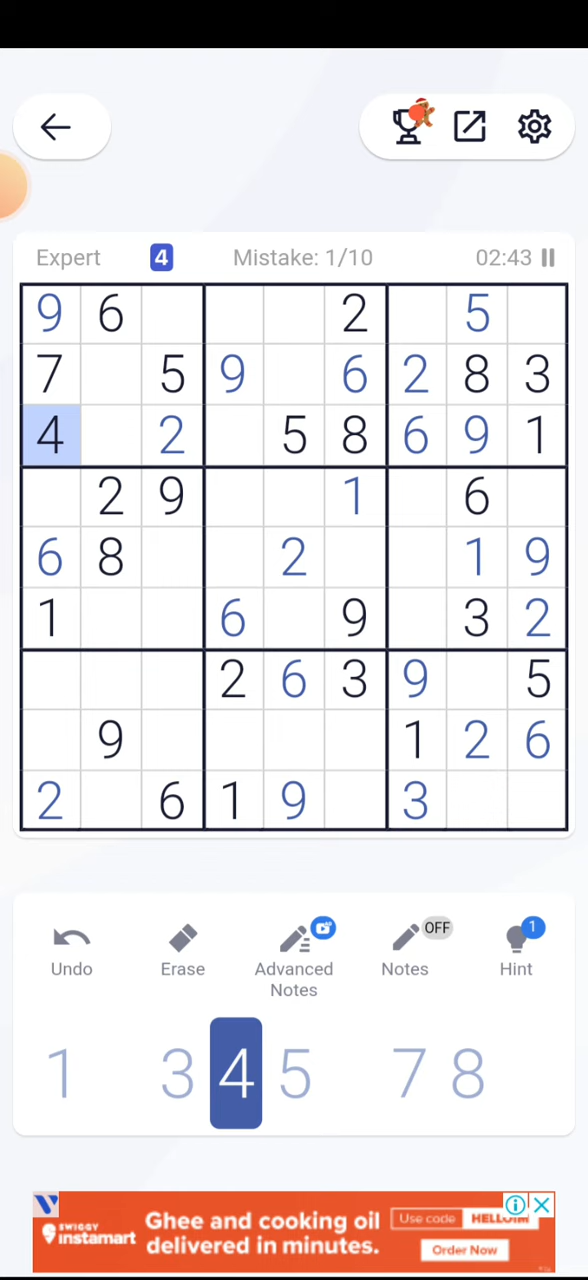 Expert 4 Mistake: 1/10 02:43
9 6 2 5
7 5 9 6 2 8 3
4 2 5 8 6 9 1
2 9 1 6
6 8 2 1 9
1 6 9 3 2
2 6 3 9 5
9 1 2 6
2 6 1 9 3
OFF 1
Undo Erase Advanced Notes Hint
Notes
1 3 4 5 7 8
SWIGGY
instamart
Ghee and cooking oil
delivered in minutes.
Use code
Order Now